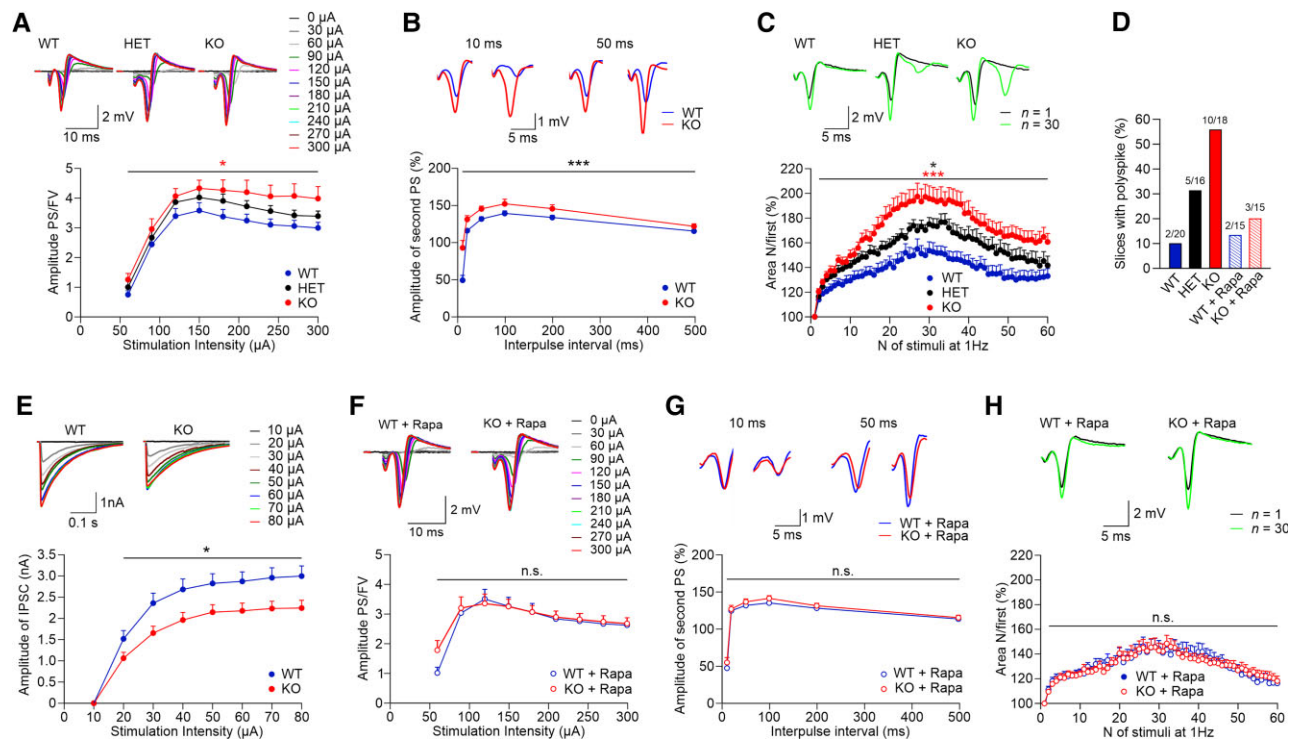 A
WT
HET
KO
0 µA
30 µA
60 µA
90 µA
120 µA
150 µA
180 µA
210 µA
240 µA
270 µA
300 µA
2 mV
10 ms
*
Amplitude PS/FV
5
4
3
2
1
0
WT
HET
KO
0 50 100 150 200 250 300
Stimulation Intensity (µA)
B
10 ms
50 ms
1 mV
5 ms
WT
KO
***
Amplitude of second PS (%)
200
150
100
50
0
WT
KO
0 100 200 300 400 500
Interpulse interval (ms)
C
WT
HET
KO
2 mV
5 ms
n = 1
n = 30
*
***
Area N/first (%)
220
200
180
160
140
120
100
WT
HET
KO
0 10 20 30 40 50 60
N of stimuli at 1Hz
D
Slices with polyspike (%)
60
50
40
30
20
10
0
2/20
5/16
10/18
2/15
3/15
WT
HET
KO
WT + Rapa
KO + Rapa
E
WT
KO
10 µA
20 µA
30 µA
40 µA
50 µA
60 µA
70 µA
80 µA
1nA
0.1 s
*
Amplitude of IPSC (nA)
3.5
3.0
2.5
2.0
1.5
1.0
0.5
0
WT
KO
0 10 20 30 40 50 60 70 80
Stimulation Intensity (µA)
F
WT + Rapa
KO + Rapa
0 µA
30 µA
60 µA
90 µA
120 µA
150 µA
180 µA
210 µA
240 µA
270 µA
300 µA
2 mV
10 ms
n.s.
Amplitude PS/FV
5
4
3
2
1
0
WT + Rapa
KO + Rapa
0 50 100 150 200 250 300
Stimulation Intensity (µA)
G
10 ms
50 ms
1 mV
5 ms
WT + Rapa
KO + Rapa
n.s.
Amplitude of second PS (%)
200
150
100
50
0
WT + Rapa
KO + Rapa
0 100 200 300 400 500
Interpulse interval (ms)
H
WT + Rapa
KO + Rapa
2 mV
5 ms
n = 1
n = 30
n.s.
Area N/first (%)
220
200
180
160
140
120
100
WT + Rapa
KO + Rapa
0 10 20 30 40 50 60
N of stimuli at 1Hz